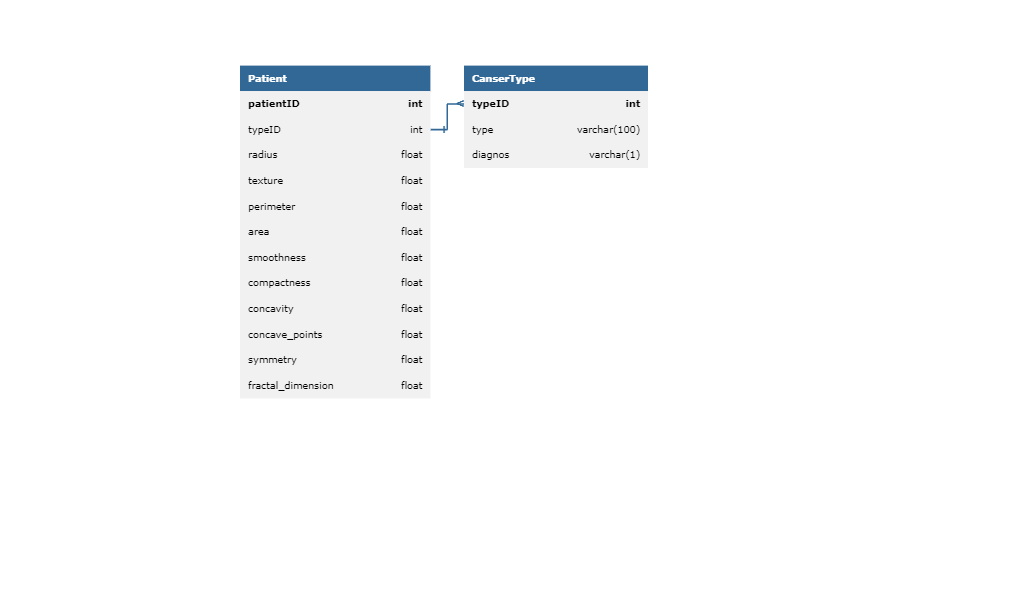 Patient
patientID int
typeID int
radius float
texture float
perimeter float
area float
smoothness float
compactness float
concavity float
concave_points float
symmetry float
fractal_dimension float
CanserType
typeID int
type varchar(100)
diagnos varchar(1)